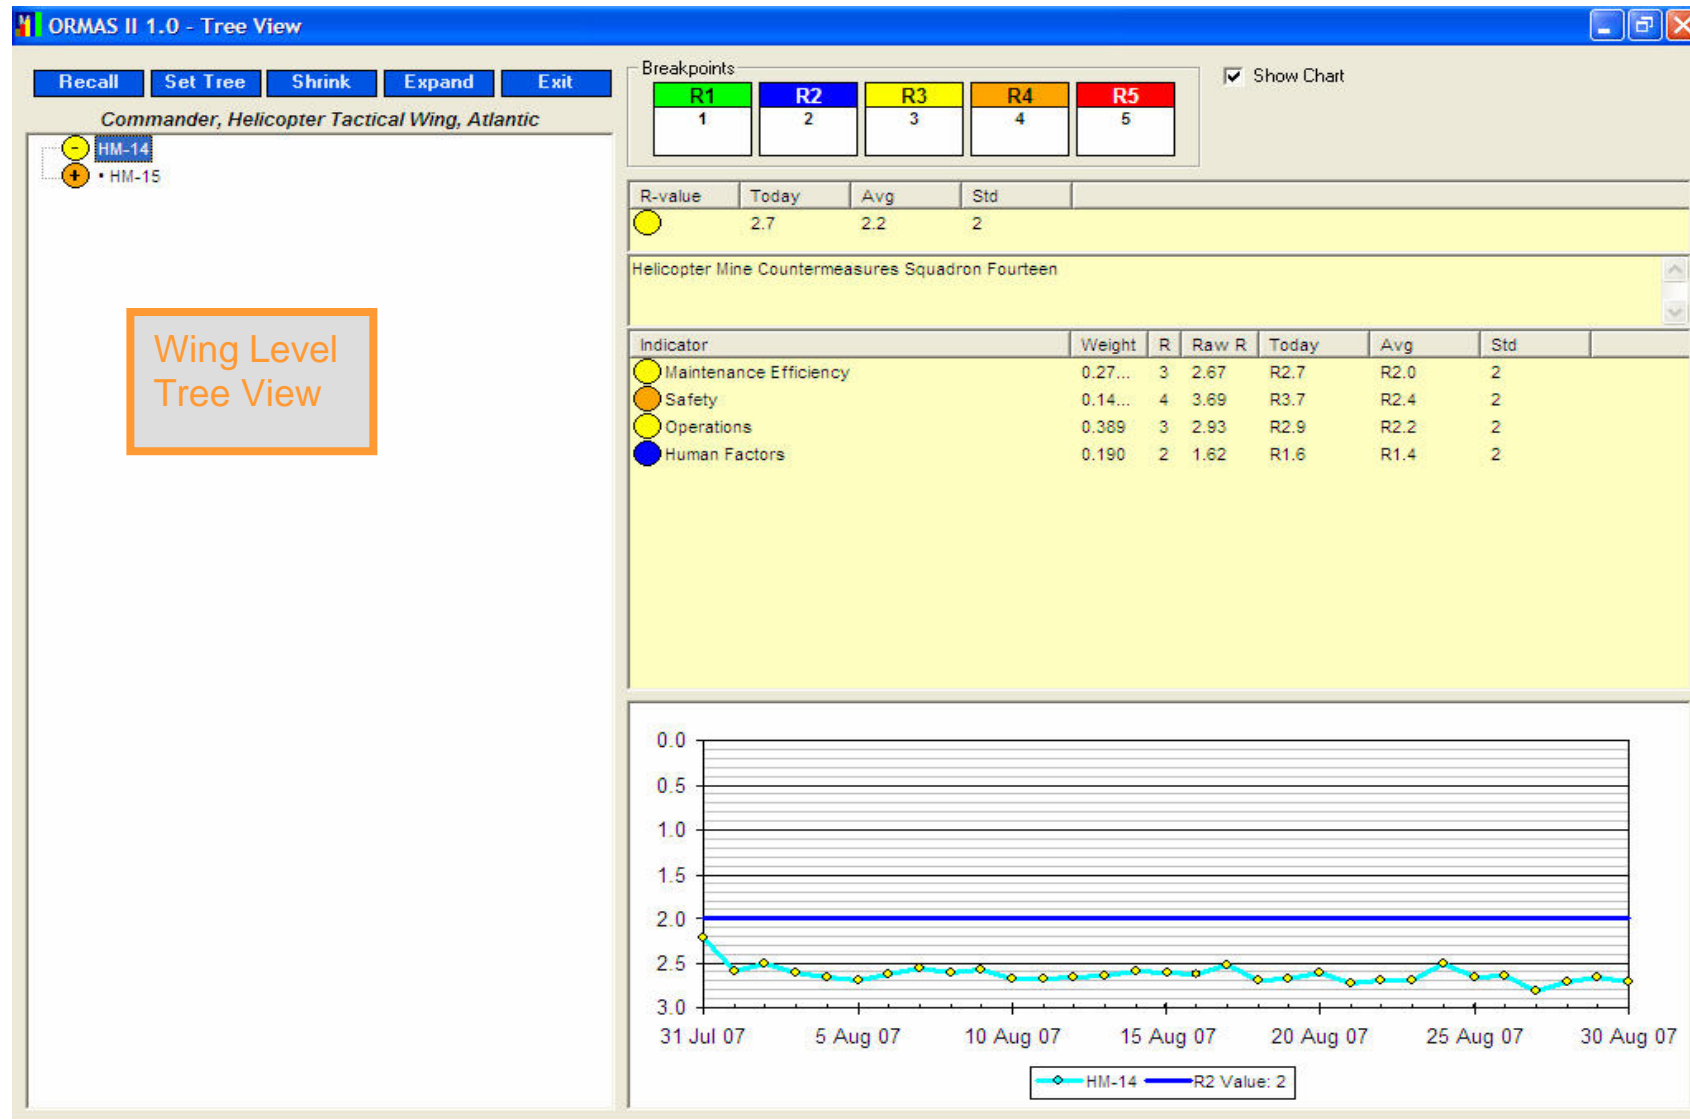 ORMAS II 1.0 - Tree View
Recall Set Tree Shrink Expand Exit
Commander, Helicopter Tactical Wing, Atlantic
HM-14
HM-15
Wing Level
Tree View
Breakpoints
R1 R2 R3 R4 R5
1 2 3 4 5
Show Chart
R-value Today Avg Std
2.7 2.2 2
Helicopter Mine Countermeasures Squadron Fourteen
Indicator Weight R Raw R Today Avg Std
Maintenance Efficiency 0.27... 3 2.67 R2.7 R2.0 2
Safety 0.14... 4 3.69 R3.7 R2.4 2
Operations 0.389 3 2.93 R2.9 R2.2 2
Human Factors 0.190 2 1.62 R1.6 R1.4 2
0.0
0.5
1.0
1.5
2.0
2.5
3.0
31 Jul 07 5 Aug 07 10 Aug 07 15 Aug 07 20 Aug 07 25 Aug 07 30 Aug 07
HM-14 R2 Value: 2